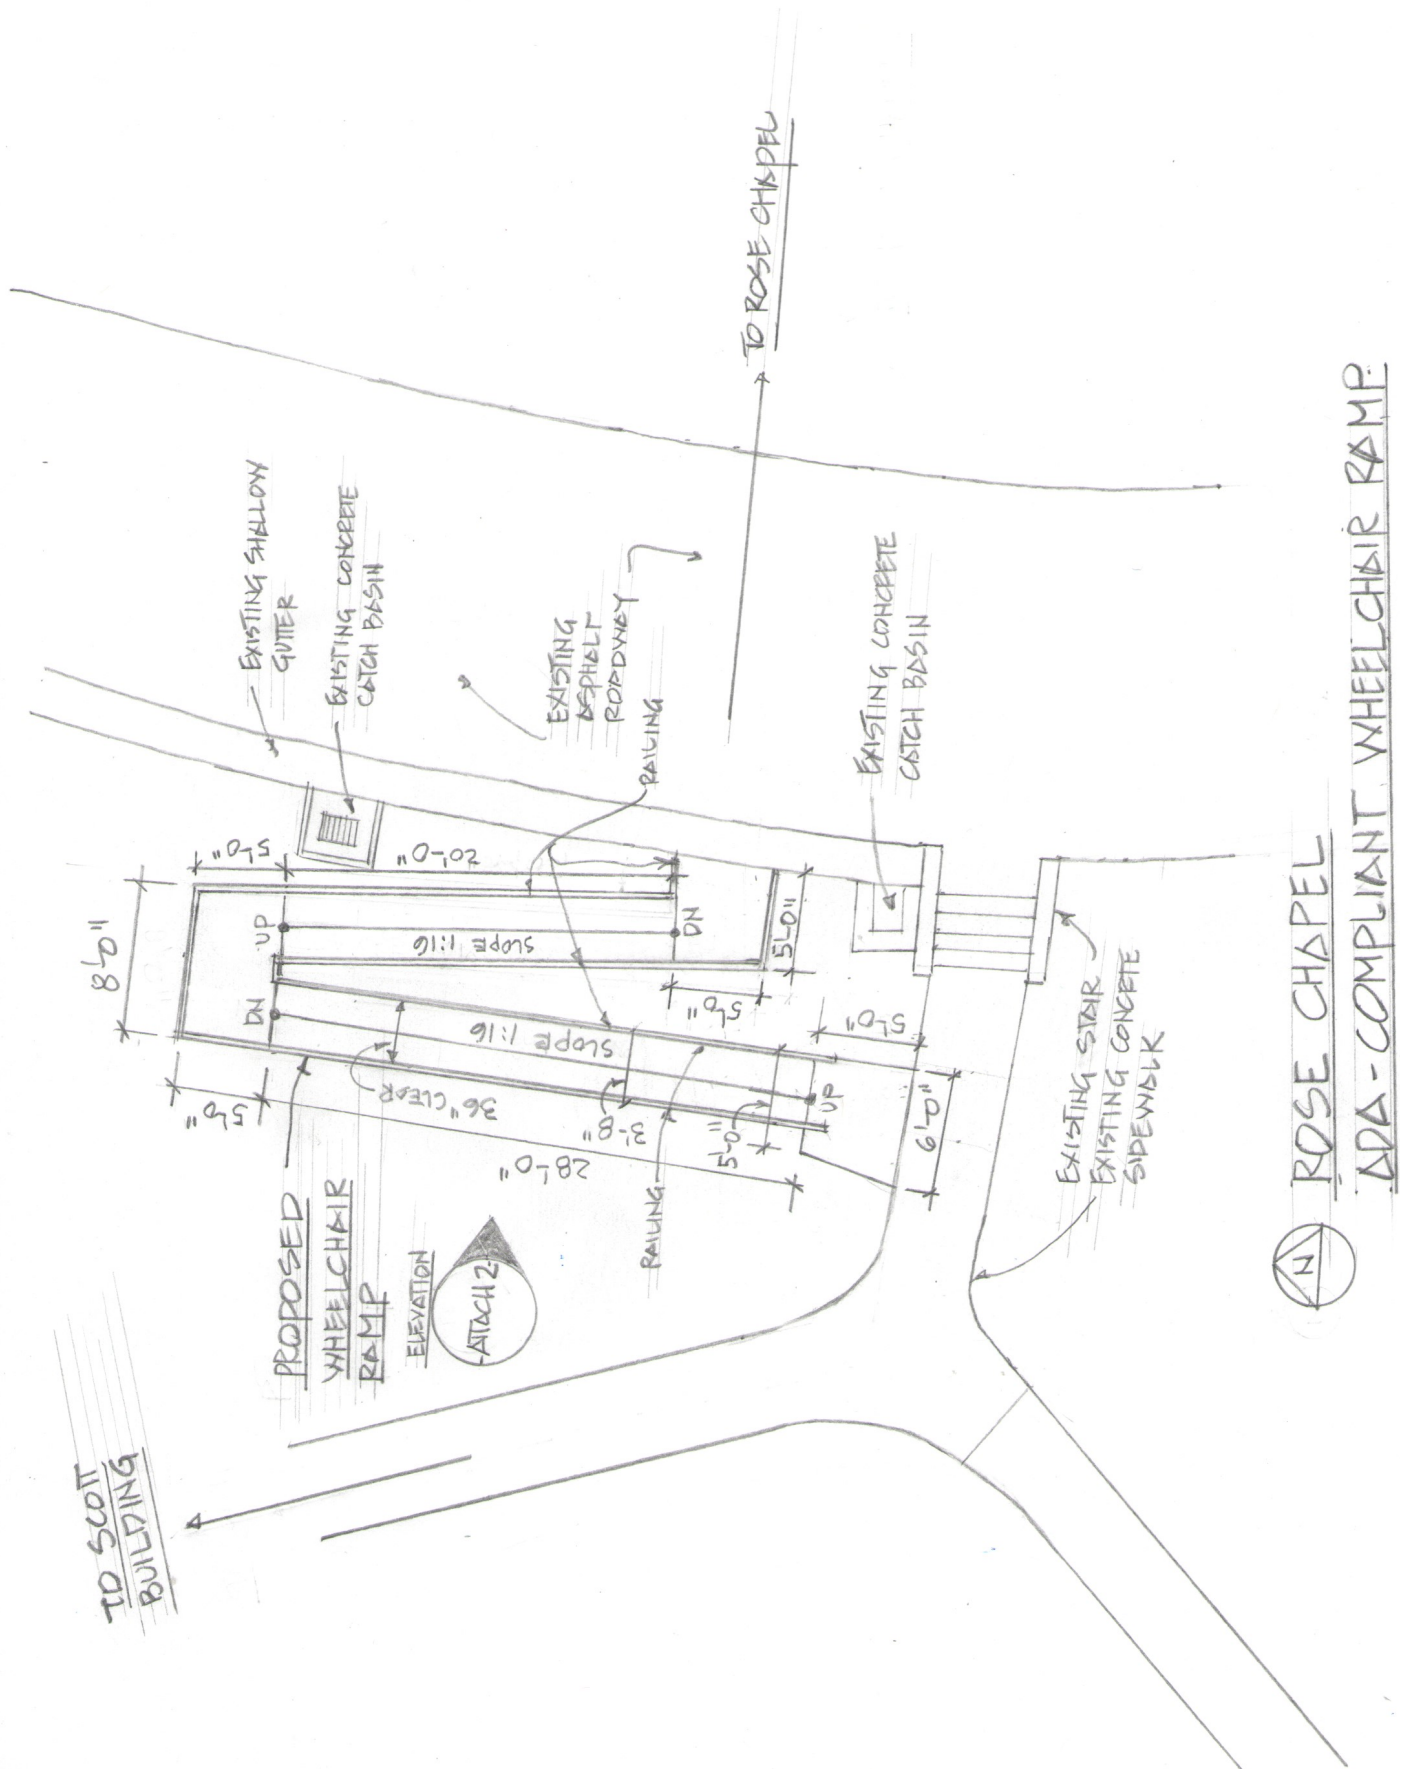 TO SCOTT
BUILDING
PROPOSED
WHEELCHAIR
RAMP
ELEVATION
ATTACH 2
8'-0"
5'-0"
5'-0"
UP
DN
20'-0"
SLOPE 1:16
DN
SLOPE 1:16
36" CLEAR
3'-8"
28'-0"
5'-0"
UP
5'-0"
5'-0"
5'-0"
6'-0"
RAILING
RAILING
EXISTING SHALLOW
GUTTER
EXISTING CONCRETE
CATCH BASIN
EXISTING
ASPHALT
ROADWAY
TO ROSE CHAPEL
EXISTING CONCRETE
CATCH BASIN
EXISTING STAIR
EXISTING CONCRETE
SIDEWALK
N
ROSE CHAPEL
ADA-COMPLIANT WHEELCHAIR RAMP